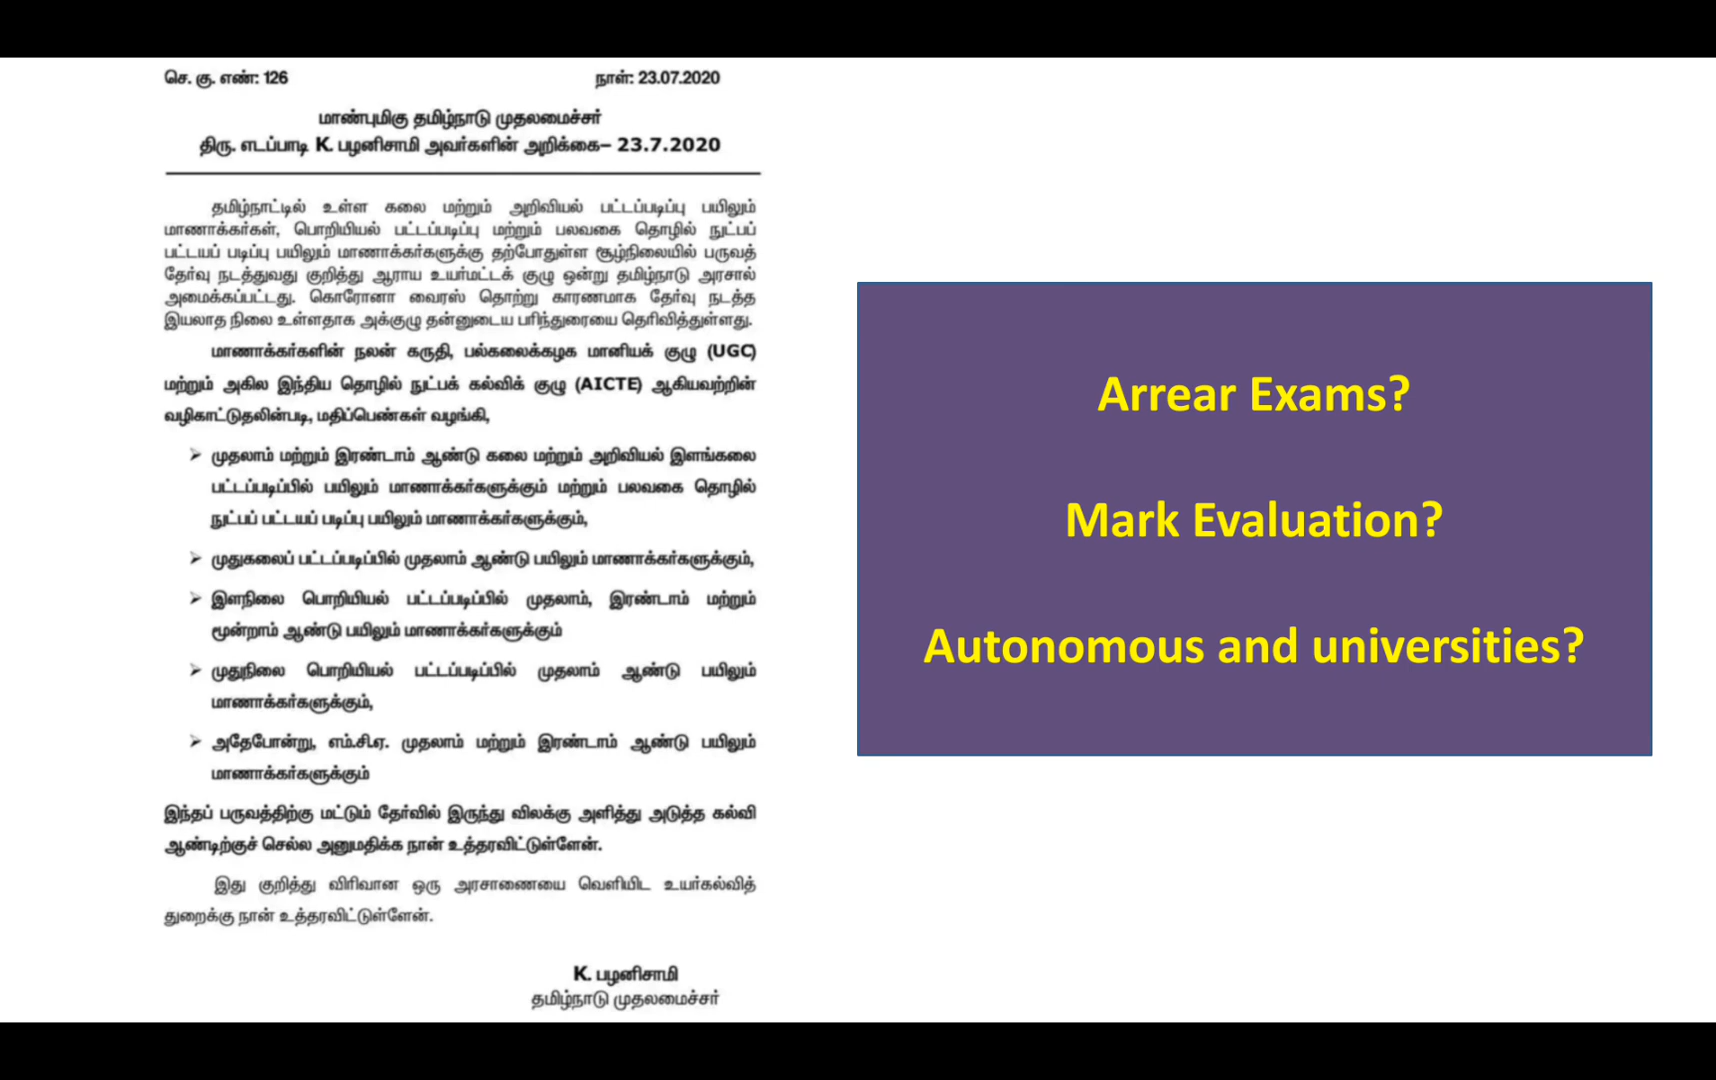 செ. கு. எண்: 126
நாள்: 23.07.2020
மாண்புமிகு தமிழ்நாடு முதலமைச்சர்
திரு. எடப்பாடி K. பழனிசாமி அவர்களின் அறிக்கை– 23.7.2020
தமிழ்நாட்டில் உள்ள கலை மற்றும் அறிவியல் பட்டப்படிப்பு பயிலும்
மாணாக்கர்கள், பொறியியல் பட்டப்படிப்பு மற்றும் பலவகை தொழில் நுட்பப்
பட்டயப் படிப்பு பயிலும் மாணாக்கர்களுக்கு தற்போதுள்ள சூழ்நிலையில் பருவத்
தேர்வு நடத்துவது குறித்து ஆராய உயர்மட்டக் குழு ஒன்று தமிழ்நாடு அரசால்
அமைக்கப்பட்டது. கொரோனா வைரஸ் தொற்று காரணமாக தேர்வு நடத்த
இயலாத நிலை உள்ளதாக அக்குழு தன்னுடைய பரிந்துரையை தெரிவித்துள்ளது.
மாணாக்கர்களின் நலன் கருதி, பல்கலைக்கழக மானியக் குழு (UGC)
மற்றும் அகில இந்திய தொழில் நுட்பக் கல்விக் குழு (AICTE) ஆகியவற்றின்
வழிகாட்டுதலின்படி, மதிப்பெண்கள் வழங்கி,
➢ முதலாம் மற்றும் இரண்டாம் ஆண்டு கலை மற்றும் அறிவியல் இளங்கலை
பட்டப்படிப்பில் பயிலும் மாணாக்கர்களுக்கும் மற்றும் பலவகை தொழில்
நுட்பப் பட்டயப் படிப்பு பயிலும் மாணாக்கர்களுக்கும்,
➢ முதுகலைப் பட்டப்படிப்பில் முதலாம் ஆண்டு பயிலும் மாணாக்கர்களுக்கும்,
➢ இளநிலை பொறியியல் பட்டப்படிப்பில் முதலாம், இரண்டாம் மற்றும்
மூன்றாம் ஆண்டு பயிலும் மாணாக்கர்களுக்கும்
➢ முதுநிலை பொறியியல் பட்டப்படிப்பில் முதலாம் ஆண்டு பயிலும்
மாணாக்கர்களுக்கும்,
➢ அதேபோன்று, எம்.சி.ஏ. முதலாம் மற்றும் இரண்டாம் ஆண்டு பயிலும்
மாணாக்கர்களுக்கும்
இந்தப் பருவத்திற்கு மட்டும் தேர்வில் இருந்து விலக்கு அளித்து அடுத்த கல்வி
ஆண்டிற்குச் செல்ல அனுமதிக்க நான் உத்தரவிட்டுள்ளேன்.
இது குறித்து விரிவான ஒரு அரசாணையை வெளியிட உயர்கல்வித்
துறைக்கு நான் உத்தரவிட்டுள்ளேன்.
K. பழனிசாமி
தமிழ்நாடு முதலமைச்சர்
Arrear Exams?
Mark Evaluation?
Autonomous and universities?